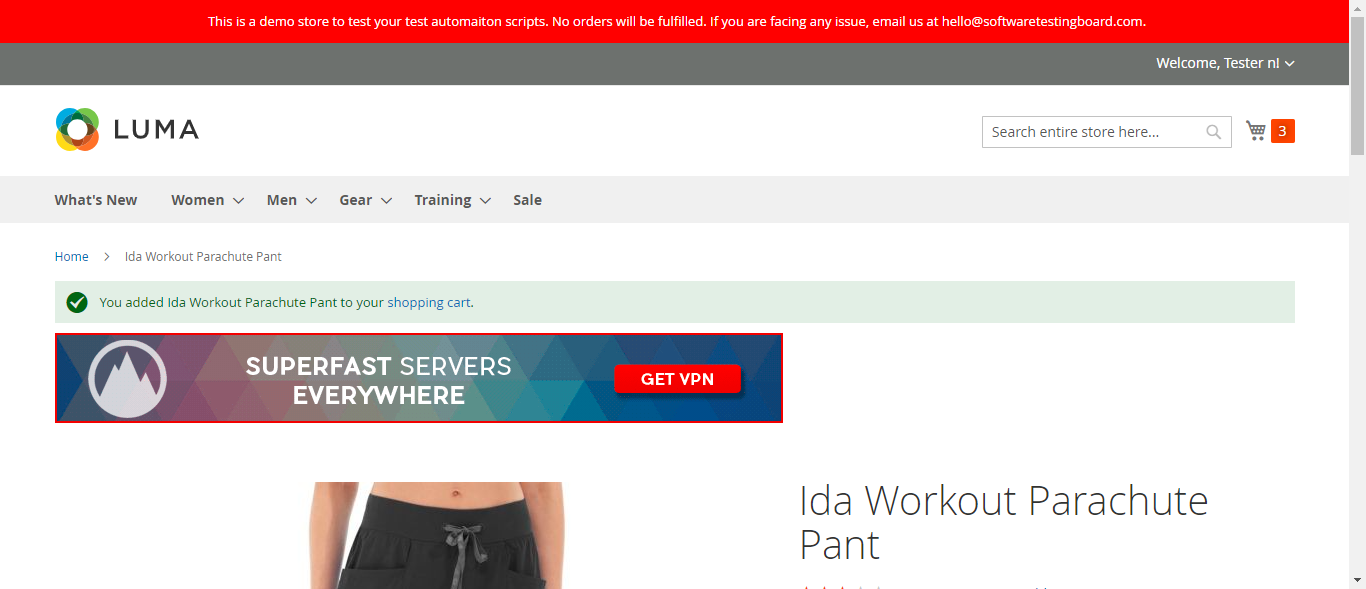 This is a demo store to test your test automaiton scripts. No orders will be fulfilled. If you are facing any issue, email us at hello@softwaretestingboard.com.
Welcome, Tester n!
LUMA
Search entire store here...
3
What's New Women Men Gear Training Sale
Home Ida Workout Parachute Pant
You added Ida Workout Parachute Pant to your shopping cart.
SUPERFAST SERVERS
EVERYWHERE
GET VPN
Ida Workout Parachute
Pant